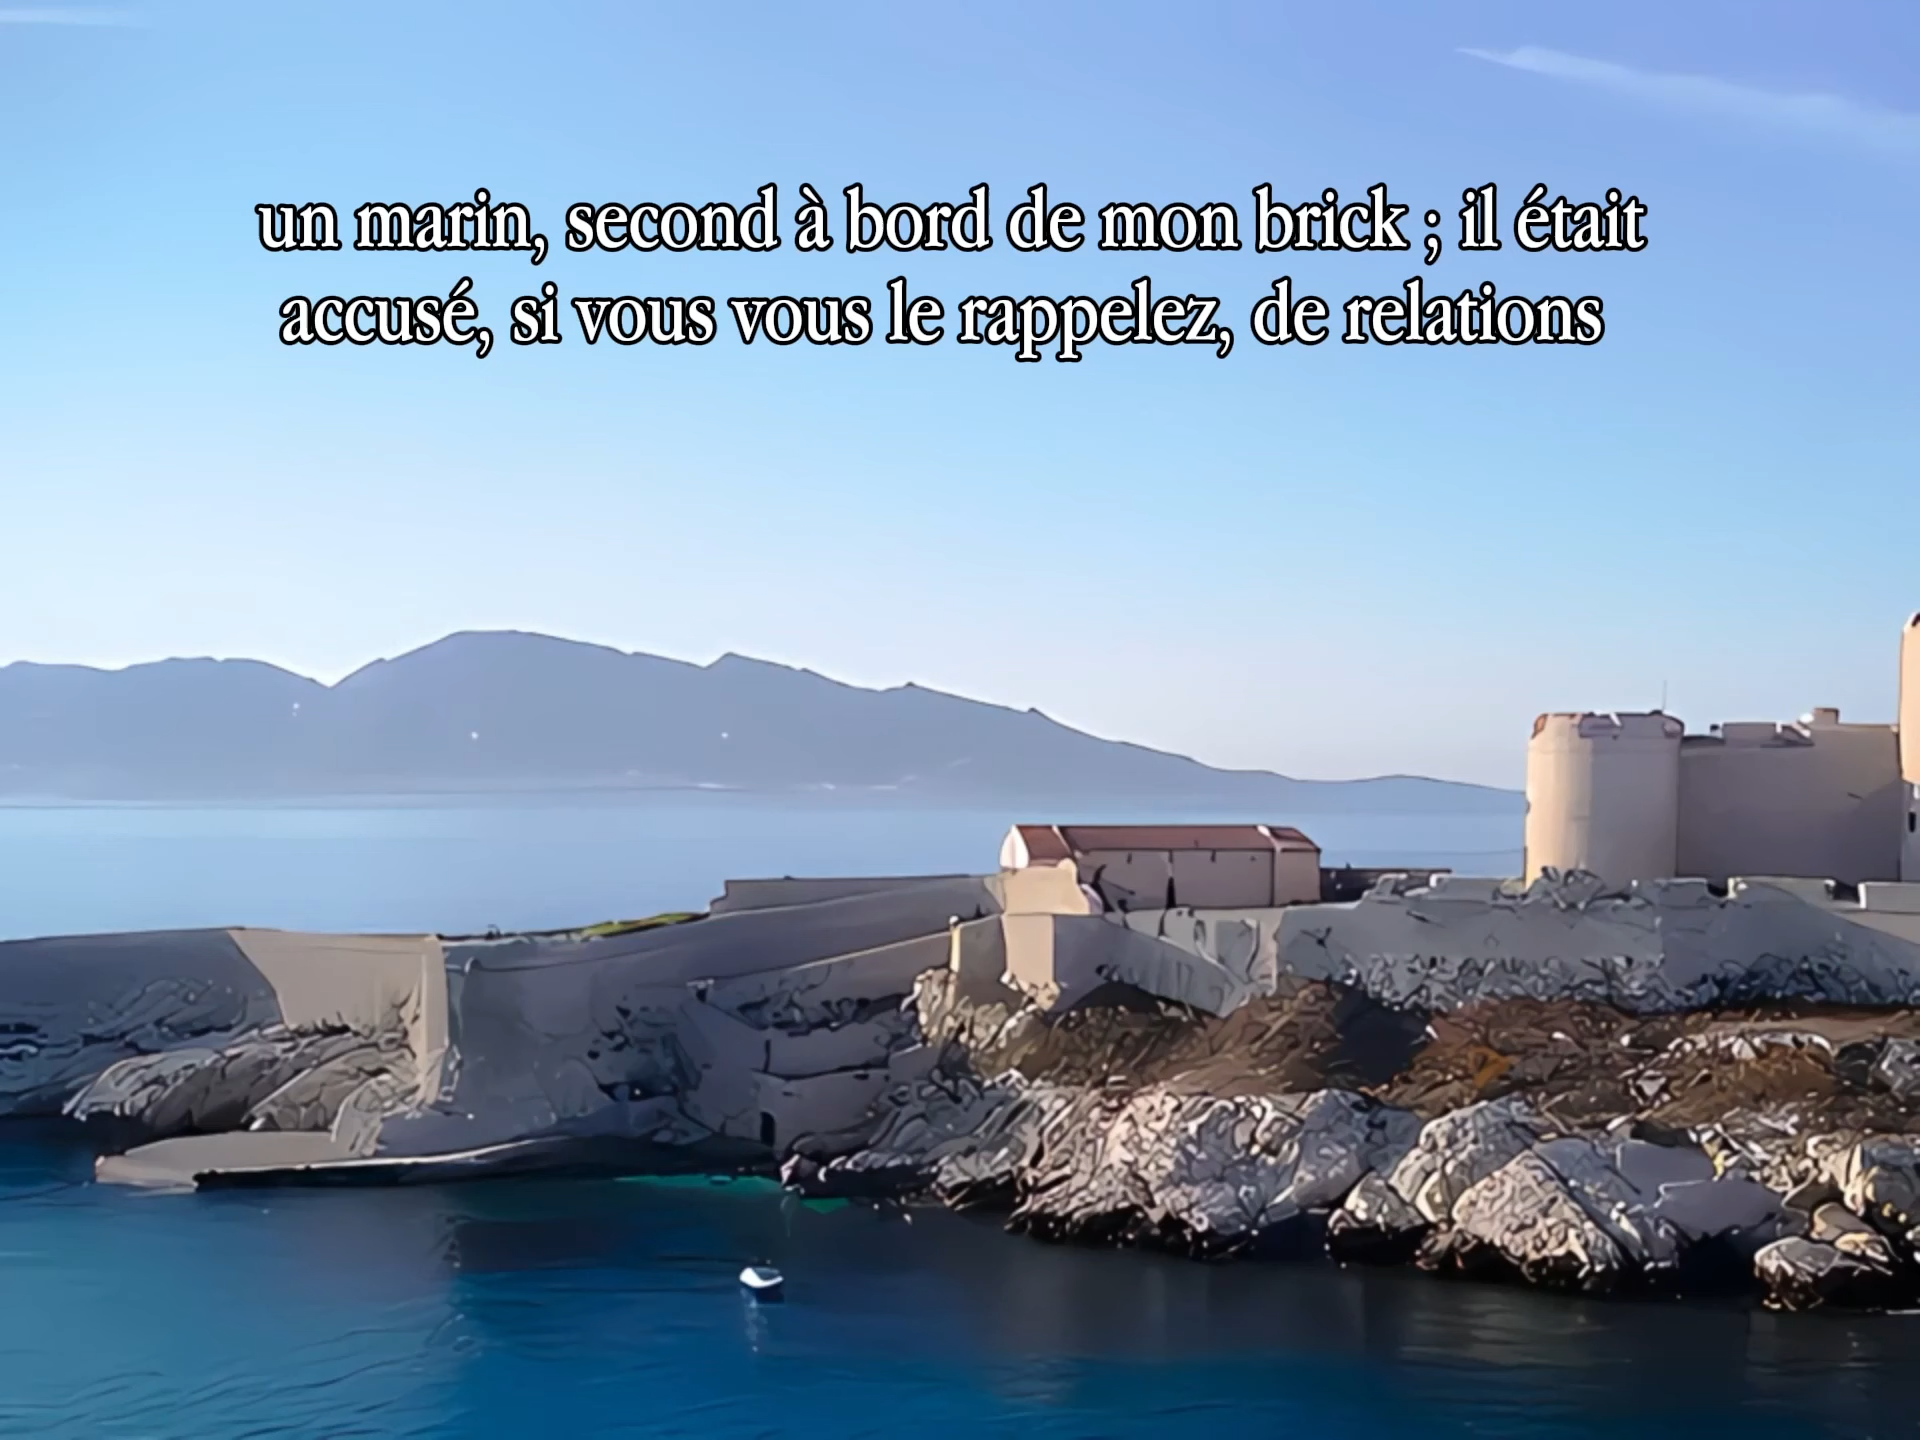 un marin, second à bord de mon brick ; il était
accusé, si vous vous le rappelez, de relations